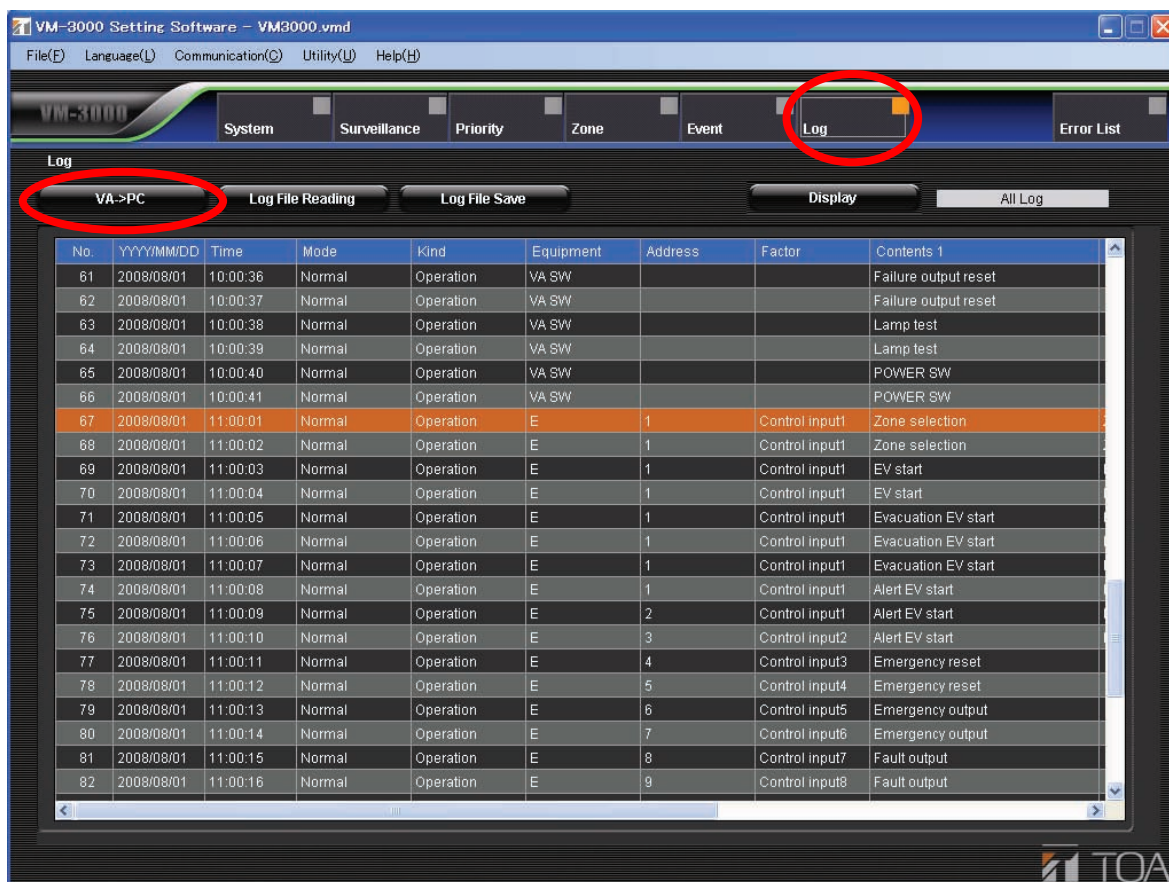 VM-3000 Setting Software - VM3000.vmd
File(F) Language(L) Communication(C) Utility(U) Help(H)
VM-3000 System Surveillance Priority Zone Event Log Error List
Log
VA->PC Log File Reading Log File Save Display All Log
No. YYYY/MM/DD Time Mode Kind Equipment Address Factor Contents 1
61 2008/08/01 10:00:36 Normal Operation VA SW Failure output reset
62 2008/08/01 10:00:37 Normal Operation VA SW Failure output reset
63 2008/08/01 10:00:38 Normal Operation VA SW Lamp test
64 2008/08/01 10:00:39 Normal Operation VA SW Lamp test
65 2008/08/01 10:00:40 Normal Operation VA SW POWER SW
66 2008/08/01 10:00:41 Normal Operation VA SW POWER SW
67 2008/08/01 11:00:01 Normal Operation E 1 Control input1 Zone selection
68 2008/08/01 11:00:02 Normal Operation E 1 Control input1 Zone selection
69 2008/08/01 11:00:03 Normal Operation E 1 Control input1 EV start
70 2008/08/01 11:00:04 Normal Operation E 1 Control input1 EV start
71 2008/08/01 11:00:05 Normal Operation E 1 Control input1 Evacuation EV start
72 2008/08/01 11:00:06 Normal Operation E 1 Control input1 Evacuation EV start
73 2008/08/01 11:00:07 Normal Operation E 1 Control input1 Evacuation EV start
74 2008/08/01 11:00:08 Normal Operation E 1 Control input1 Alert EV start
75 2008/08/01 11:00:09 Normal Operation E 2 Control input1 Alert EV start
76 2008/08/01 11:00:10 Normal Operation E 3 Control input2 Alert EV start
77 2008/08/01 11:00:11 Normal Operation E 4 Control input3 Emergency reset
78 2008/08/01 11:00:12 Normal Operation E 5 Control input4 Emergency reset
79 2008/08/01 11:00:13 Normal Operation E 6 Control input5 Emergency output
80 2008/08/01 11:00:14 Normal Operation E 7 Control input6 Emergency output
81 2008/08/01 11:00:15 Normal Operation E 8 Control input7 Fault output
82 2008/08/01 11:00:16 Normal Operation E 9 Control input8 Fault output
TOA